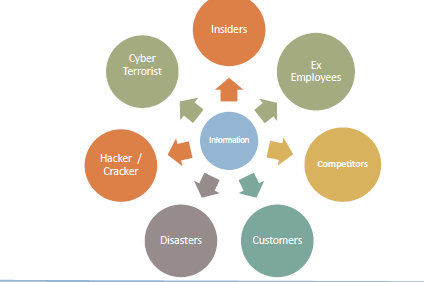 Insiders
Cyber
Terrorist
Ex
Employees
Information
Hacker /
Cracker
Competitors
Disasters
Customers